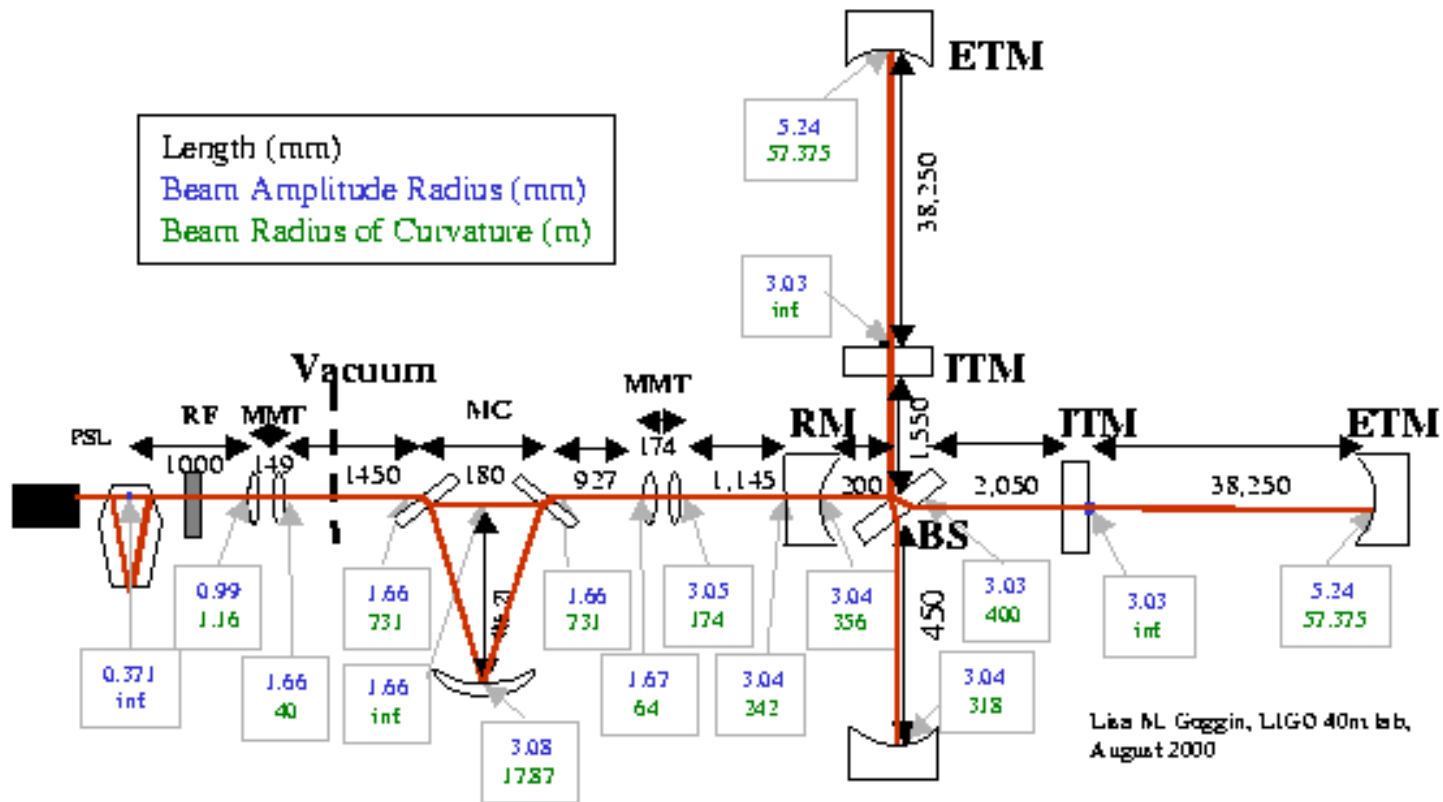 ETM
Length (mm)
Beam Amplitude Radius (mm)
Beam Radius of Curvature (m)
5.24
57.375
38,250
3.03
inf
Vacuum
ITM
MMT
PSL
RF
MMT
MC
RM
ITM
ETM
1000
149
1450
180
927
174
1,145
200
1,550
2,050
38,250
BS
0.99
1.16
1.66
731
1.66
731
3.05
174
3.04
356
3.03
400
450
3.03
inf
5.24
57.375
0.371
inf
1.66
40
1.66
inf
1.67
64
3.04
242
3.04
318
3.08
17.87
Lisa M. Goggin, LIGO 40m lab,
August 2000